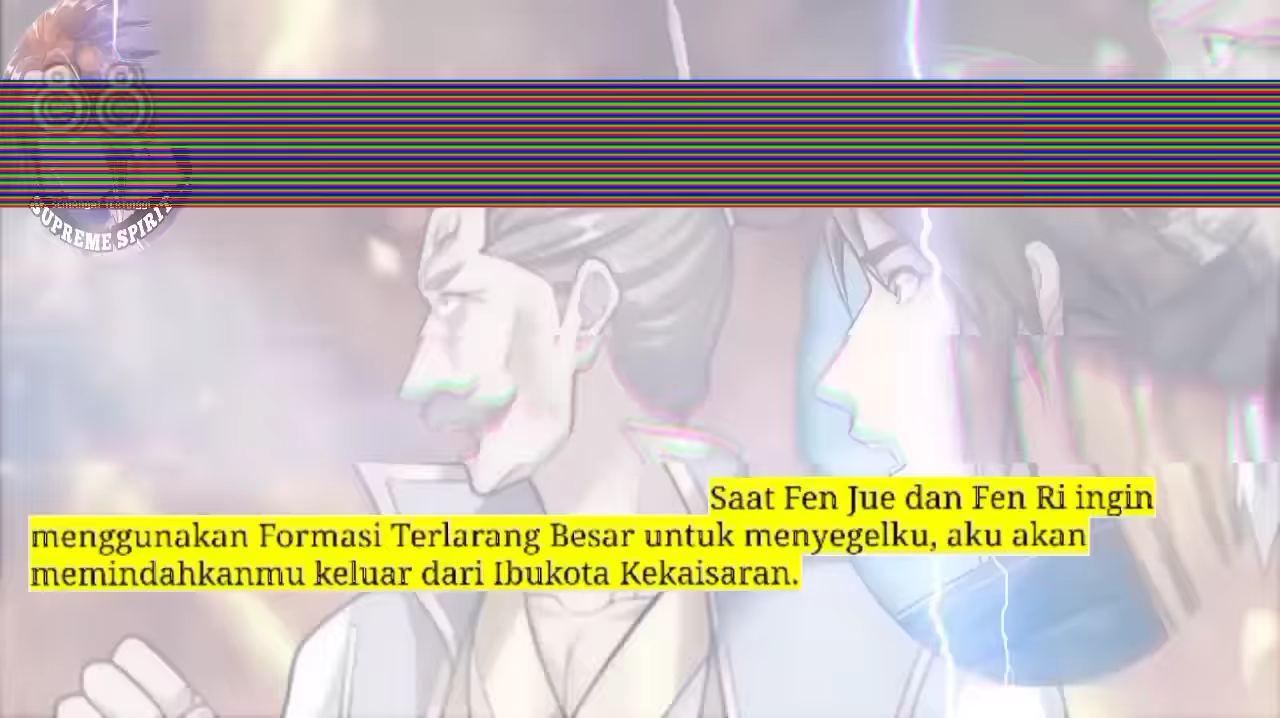 SUPREME SPIRIT
Saat Fen Jue dan Fen Ri ingin
menggunakan Formasi Terlarang Besar untuk menyegelku, aku akan
memindahkanmu keluar dari Ibukota Kekaisaran.